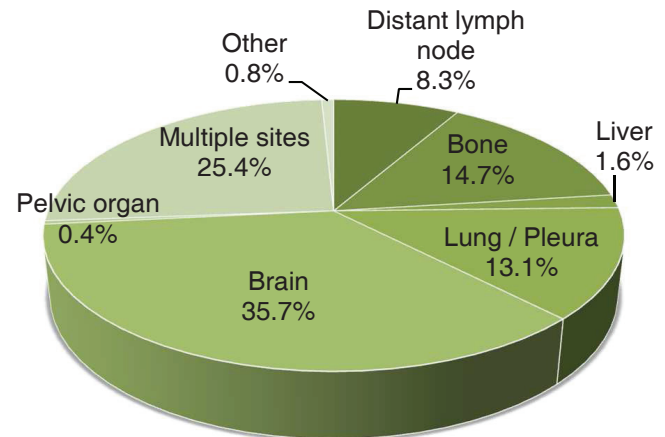 Distant lymph
node
8.3%
Other
0.8%
Bone
14.7%
Liver
1.6%
Lung / Pleura
13.1%
Brain
35.7%
Pelvic organ
0.4%
Multiple sites
25.4%